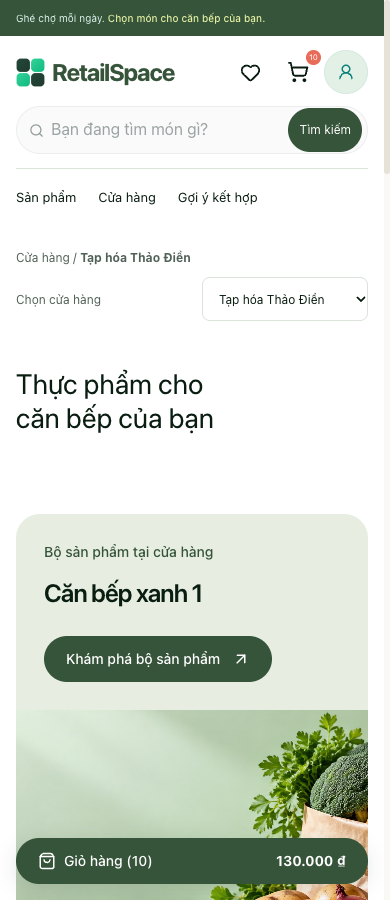 Ghé chợ mỗi ngày. Chọn món cho căn bếp của bạn.
RetailSpace
10
Bạn đang tìm món gì?
Tìm kiếm
Sản phẩm
Cửa hàng
Gợi ý kết hợp
Cửa hàng / Tạp hóa Thảo Điền
Chọn cửa hàng
Tạp hóa Thảo Điền
Thực phẩm cho
căn bếp của bạn
Bộ sản phẩm tại cửa hàng
Căn bếp xanh 1
Khám phá bộ sản phẩm
Giỏ hàng (10)
130.000 ₫